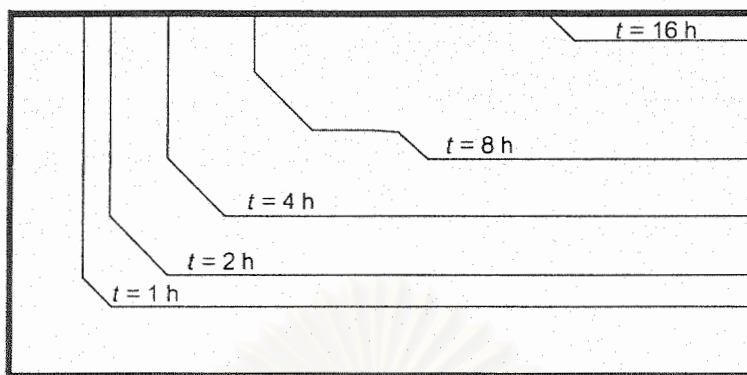 t = 16 h
t = 8 h
t = 4 h
t = 2 h
t = 1 h